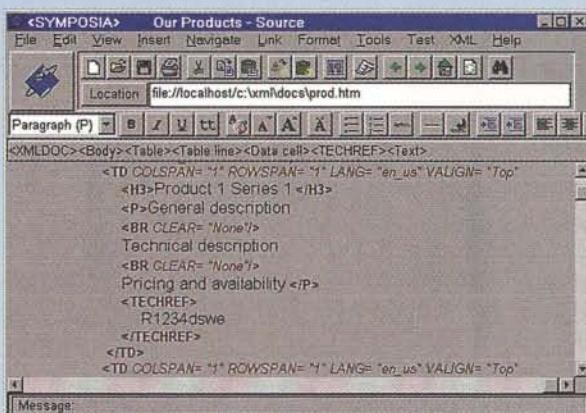 <SYMPOSIA> Our Products - Source
File Edit View Insert Navigate Link Format Tools Test XML Help
Location file://localhost/c:\xml\docs\prod.htm
Paragraph (P) B I U tt A A A Ä
<XMLDOC><Body><Table><Table line><Data cell><TECHREF><Text>
<TD COLSPAN= "1" ROWSPAN= "1" LANG= "en_us" VALIGN= "Top"
<H3>Product 1 Series 1 </H3>
<P>General description
<BR CLEAR= "None"/>
Technical description
<BR CLEAR= "None"/>
Pricing and availability </P>
<TECHREF>
R1234dswe
</TECHREF>
</TD>
<TD COLSPAN= "1" ROWSPAN= "1" LANG= "en_us" VALIGN= "Top"
Message: